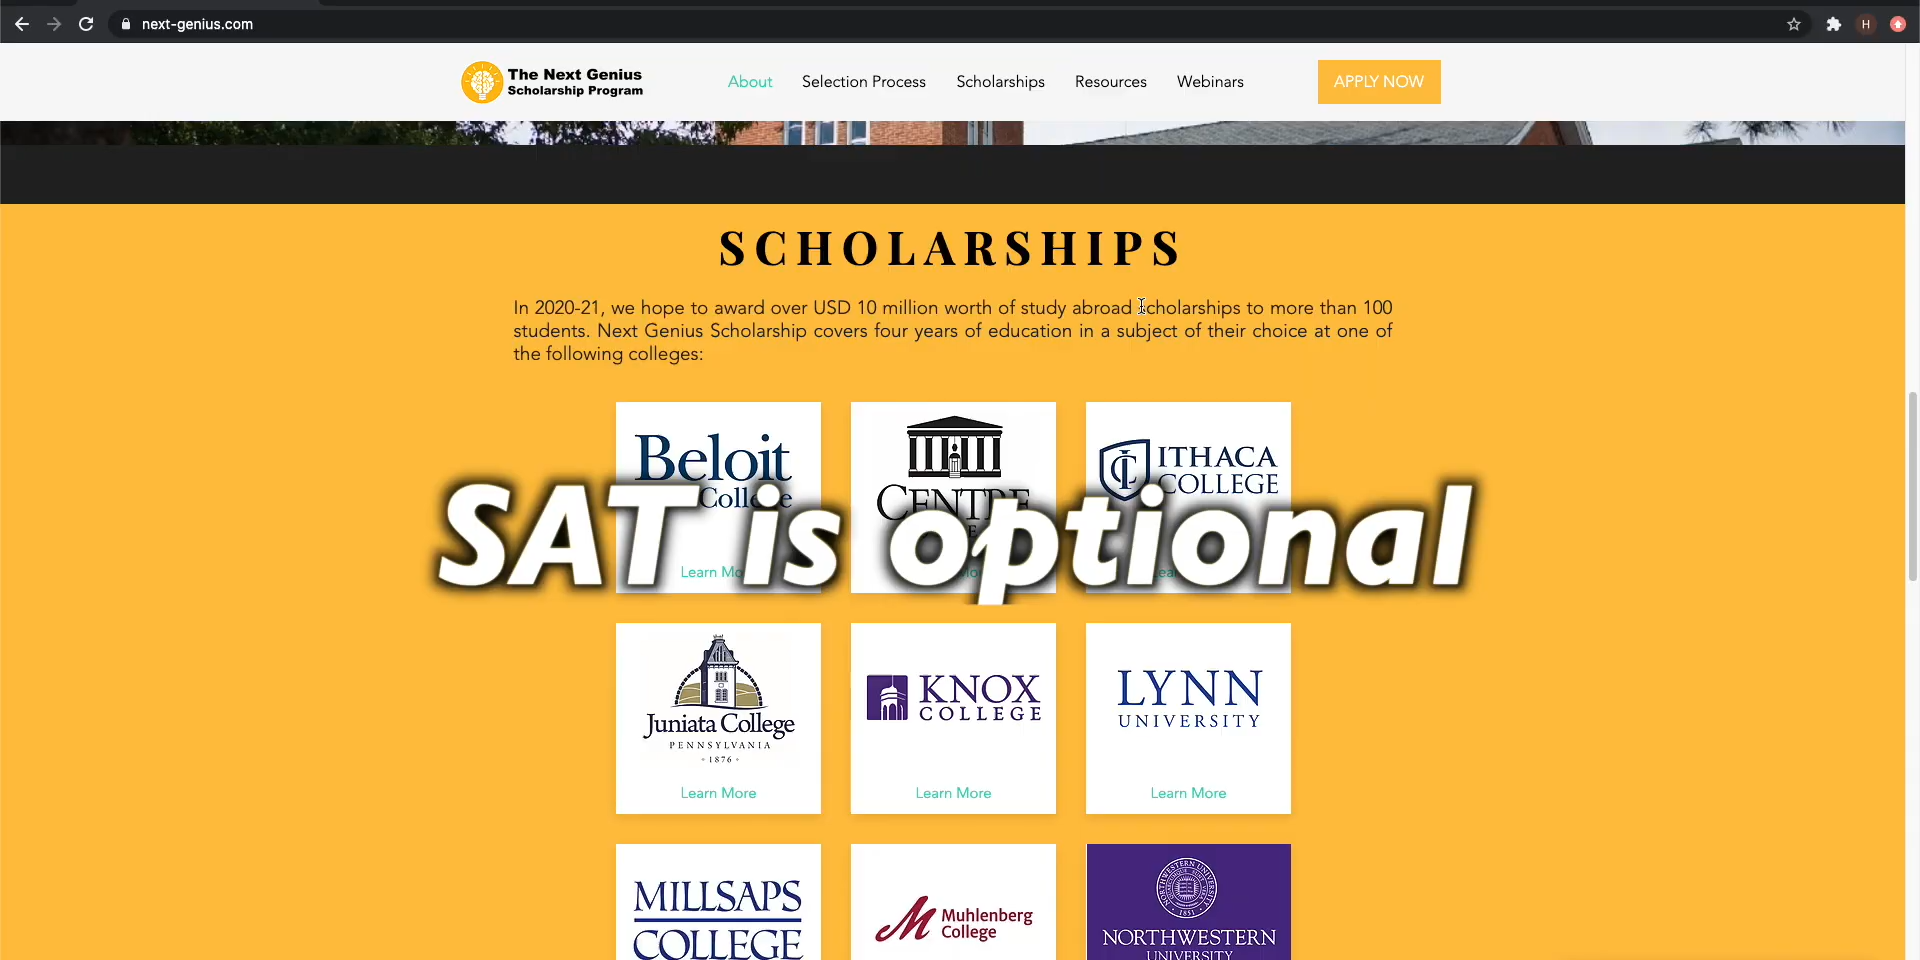 next-genius.com
H
The Next Genius
Scholarship Program
About
Selection Process
Scholarships
Resources
Webinars
APPLY NOW
SCHOLARSHIPS
In 2020-21, we hope to award over USD 10 million worth of study abroad scholarships to more than 100
students. Next Genius Scholarship covers four years of education in a subject of their choice at one of
the following colleges:
Beloit
College
CENTRE
ITHACA
COLLEGE
SAT is optional
Learn
Juniata College
PENNSYLVANIA
1876
KNOX
COLLEGE
LYNN
UNIVERSITY
Learn More
Learn More
Learn More
MILLSAPS
COLLEGE
Muhlenberg
College
NORTHWESTERN
UNIVERSITY